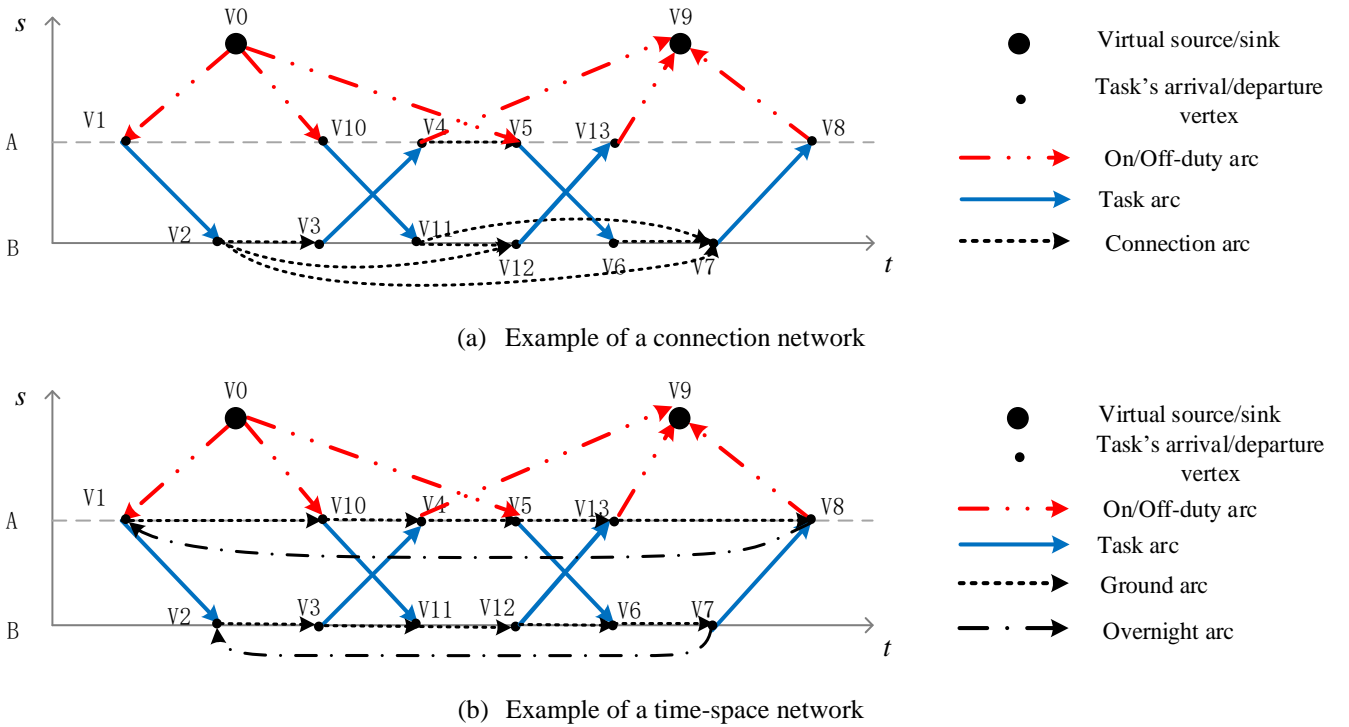 s
V0
V9
Virtual source/sink
Task's arrival/departure
vertex
V1
V10
V4
V5
V13
V8
A
On/Off-duty arc
Task arc
V2
V3
V11
B
V12
V6
V7
t
Connection arc
(a) Example of a connection network
s
V0
V9
Virtual source/sink
Task's arrival/departure
vertex
V1
V10
V4
V5
V13
V8
A
On/Off-duty arc
Task arc
Ground arc
V2
V3
V11
V12
V6
V7
B
t
Overnight arc
(b) Example of a time-space network